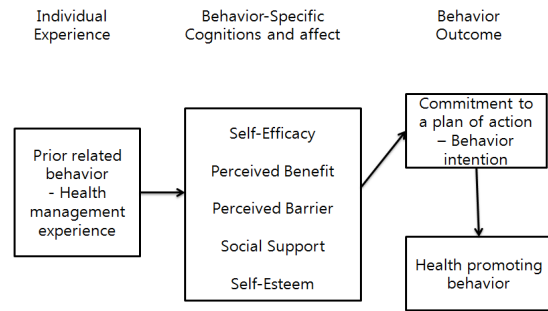 Individual
Experience
Behavior-Specific
Cognitions and affect
Behavior
Outcome
Prior related
behavior
- Health
management
experience
Self-Efficacy
Perceived Benefit
Perceived Barrier
Social Support
Self-Esteem
Commitment to
a plan of action
– Behavior
intention
Health promoting
behavior